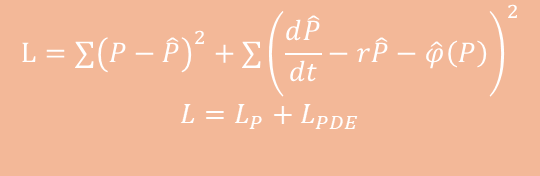 L = ∑(P − P̂)² + ∑(dP̂/dt − rP̂ − φ̂(P))²
L = L_P + L_PDE